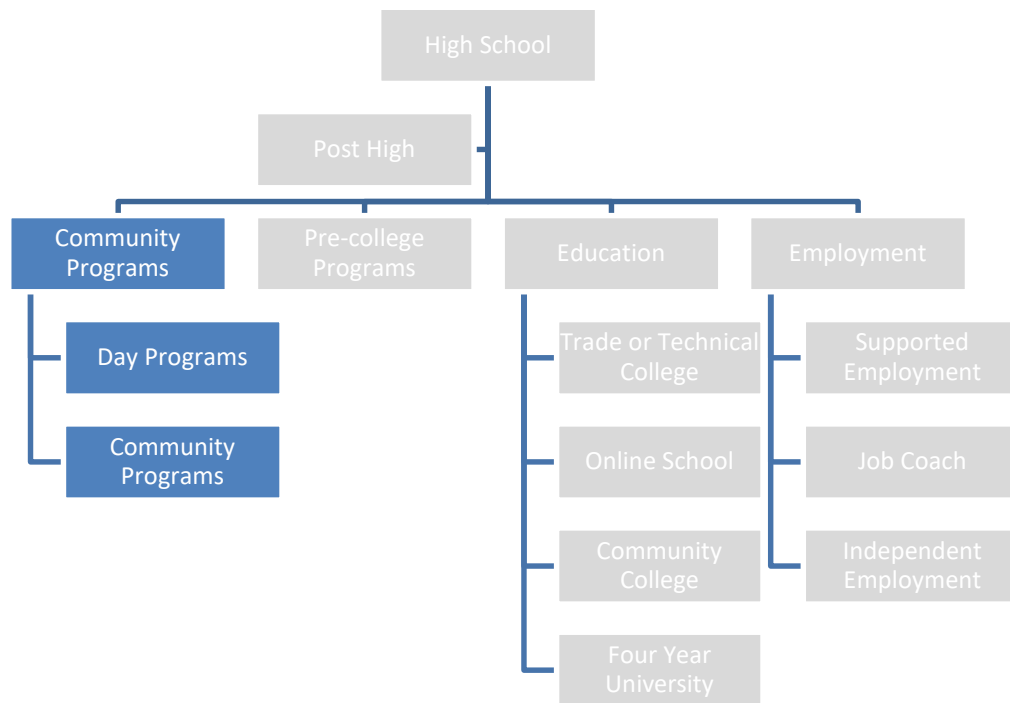 High School
Post High
Community
Programs
Pre-college
Programs
Education
Employment
Day Programs
Community
Programs
Trade or Technical
College
Online School
Community
College
Four Year
University
Supported
Employment
Job Coach
Independent
Employment